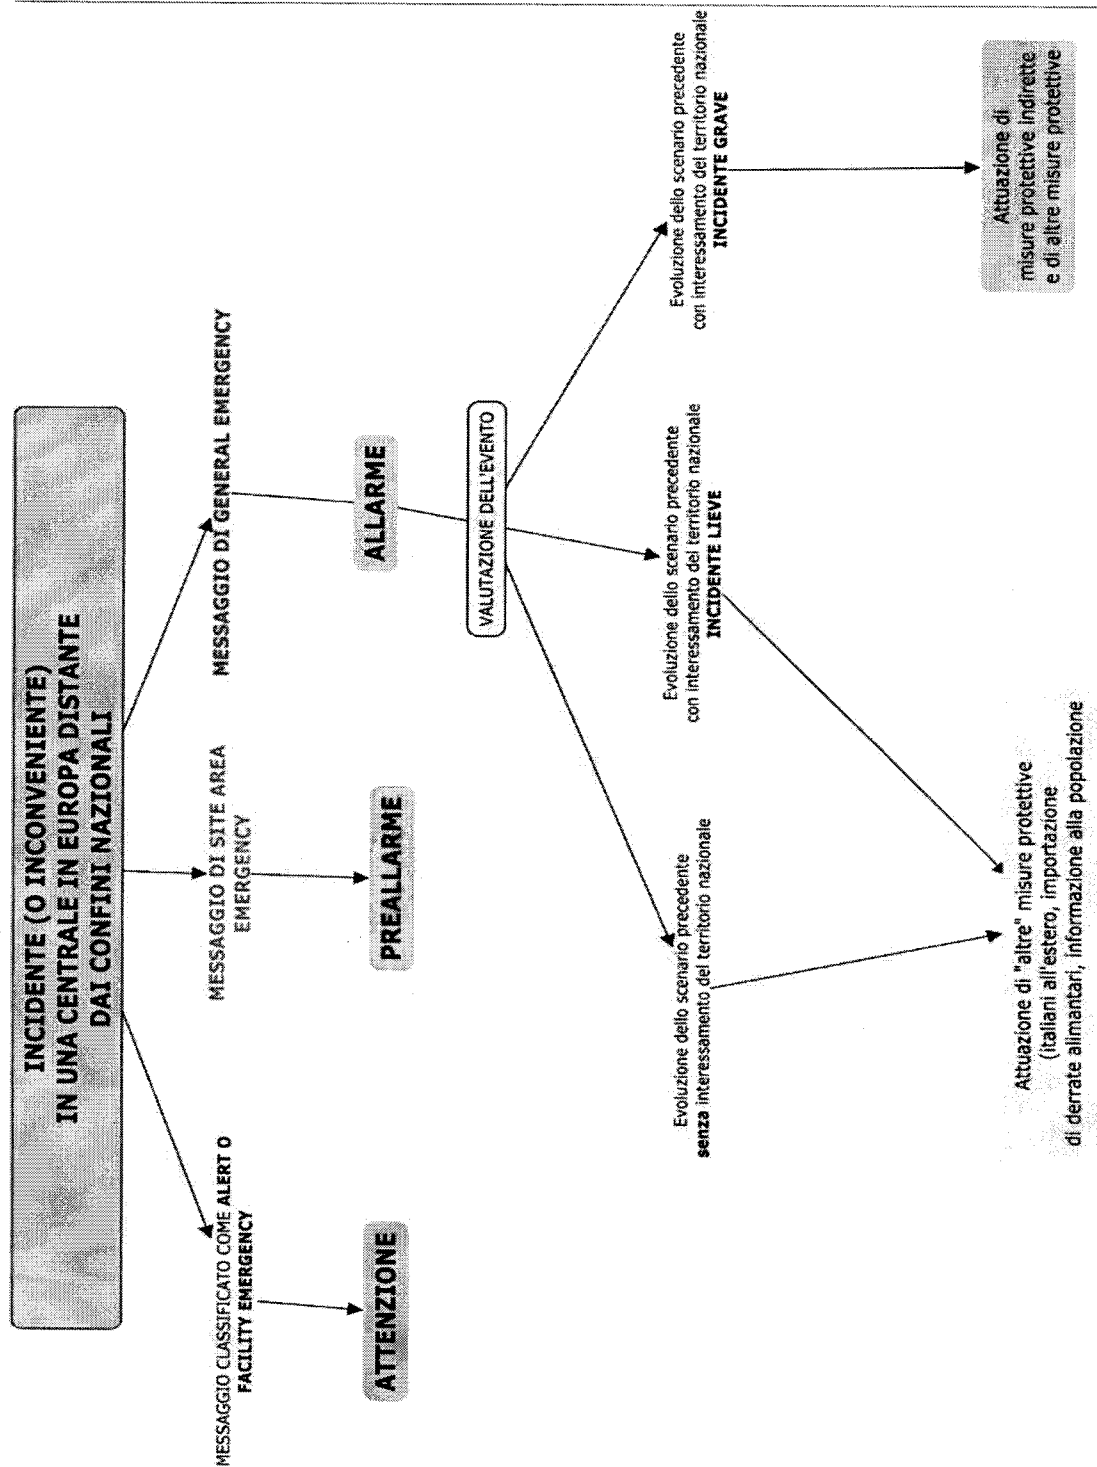 INCIDENTE (O INCONVENIENTE)
IN UNA CENTRALE IN EUROPA DISTANTE
DAI CONFINI NAZIONALI
MESSAGGIO CLASSIFICATO COME ALERT O
FACILITY EMERGENCY
MESSAGGIO DI SITE AREA
EMERGENCY
MESSAGGIO DI GENERAL EMERGENCY
ATTENZIONE
PREALLARME
ALLARME
VALUTAZIONE DELL'EVENTO
Evoluzione dello scenario precedente
senza interessamento del territorio nazionale
Evoluzione dello scenario precedente
con interessamento del territorio nazionale
INCIDENTE LIEVE
Evoluzione dello scenario precedente
con interessamento del territorio nazionale
INCIDENTE GRAVE
Attuazione di "altre" misure protettive
(italiani all'estero, importazione
di derrate alimantari, informazione alla popolazione
Attuazione di
misure protettive indirette
e di altre misure protettive